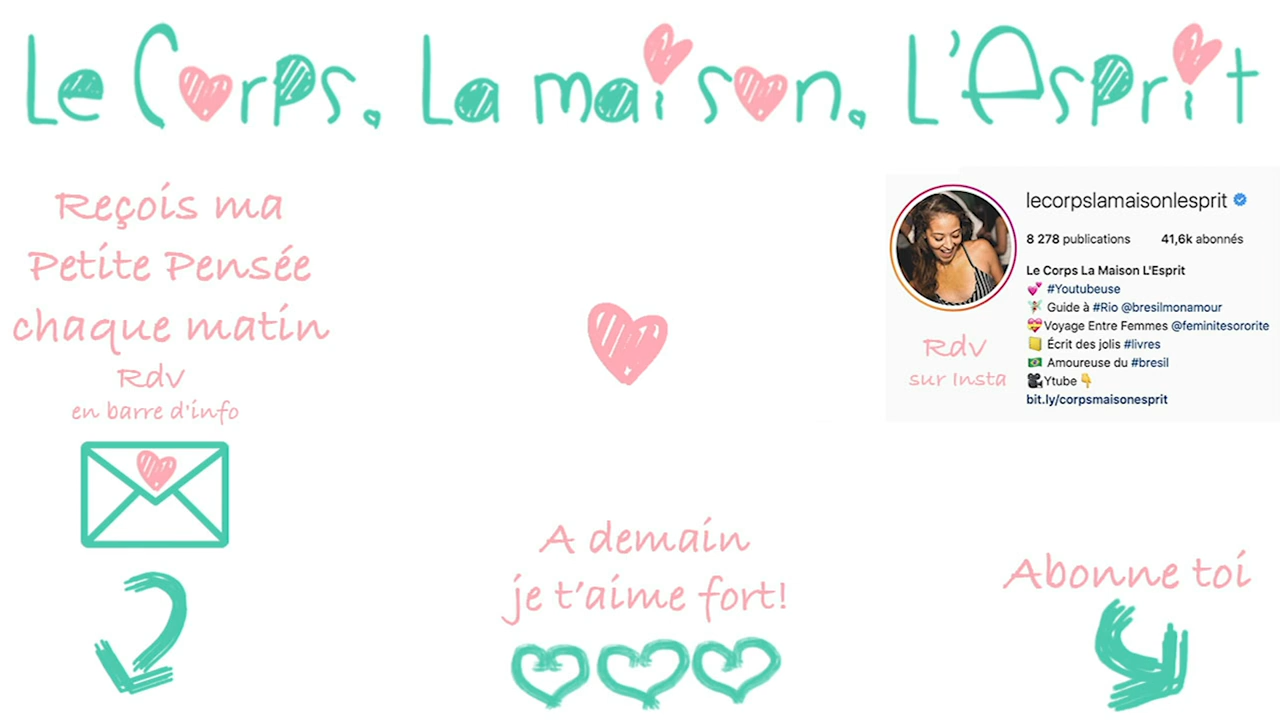 Le Corps. La maison. L'Esprit
Reçois ma
Petite Pensée
chaque matin
Rdv
en barre d'info
lecorpslamaisonlesprit
8 278 publications 41,6k abonnés
Le Corps La Maison L'Esprit
💕 #Youtubeuse
🧚 Guide à #Rio @bresilmonamour
💝Voyage Entre Femmes @feminitesororite
📒 Écrit des jolis #livres
🇧🇷 Amoureuse du #bresil
🎥Ytube👇
bit.ly/corpsmaisonesprit
Rdv
sur Insta
A demain
je t'aime fort!
Abonne toi